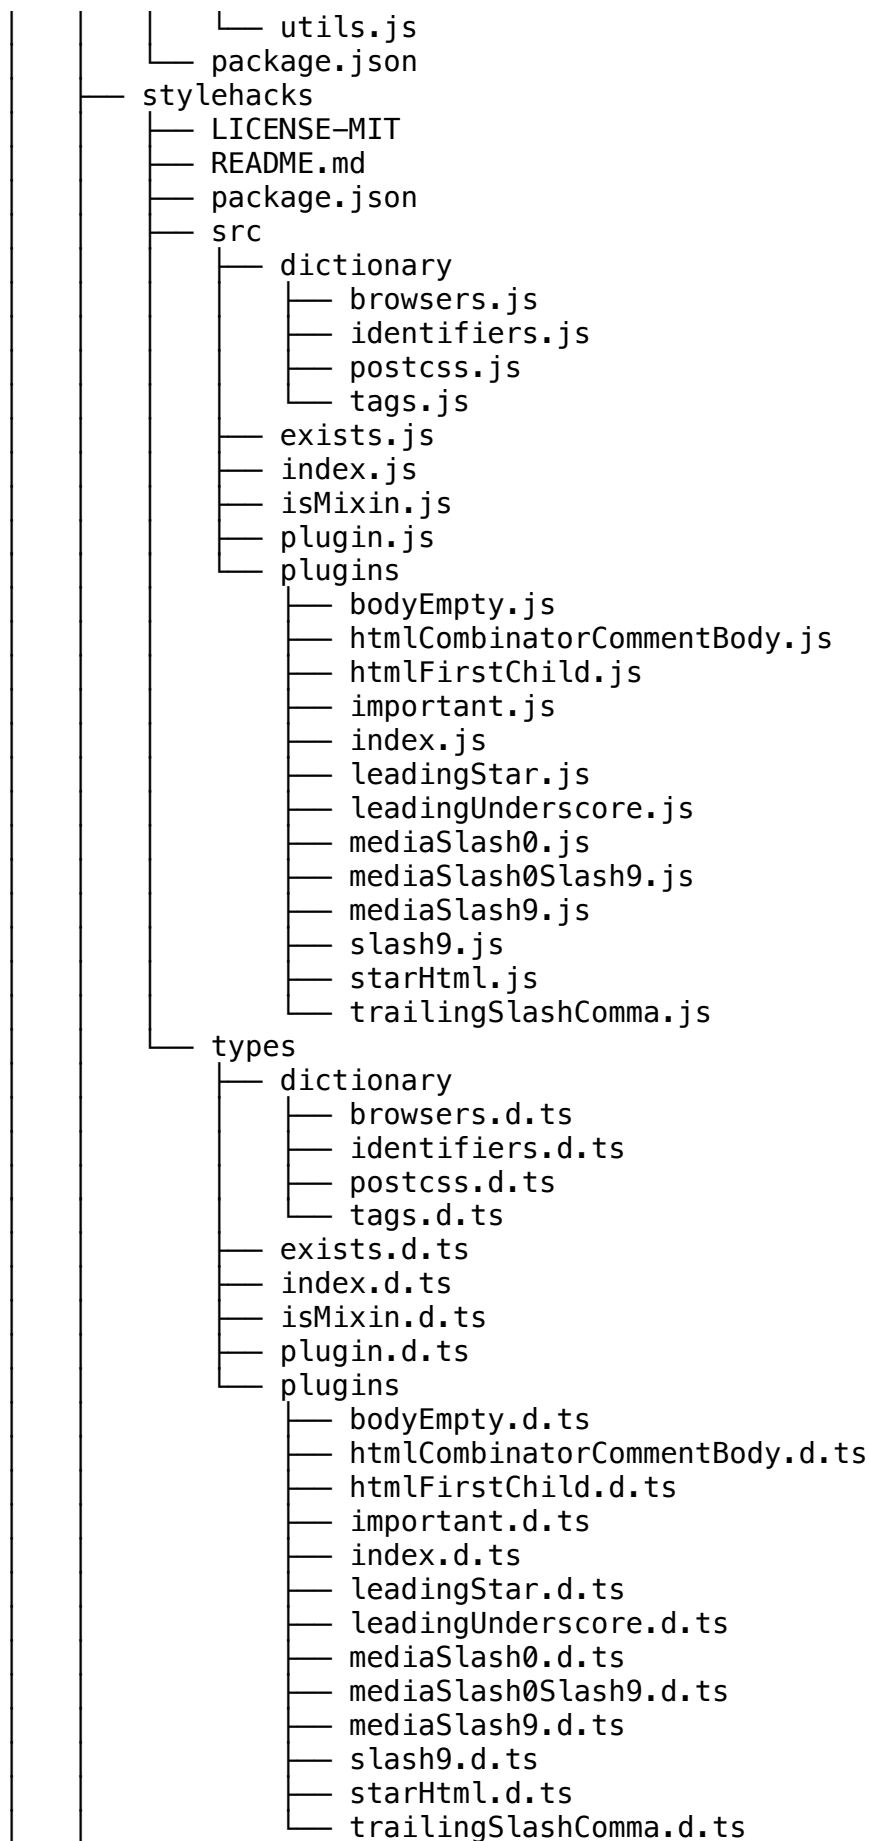 │   │   │   └── utils.js
│   │   └── package.json
│   ├── stylehacks
│   │   ├── LICENSE-MIT
│   │   ├── README.md
│   │   ├── package.json
│   │   ├── src
│   │   │   ├── dictionary
│   │   │   │   ├── browsers.js
│   │   │   │   ├── identifiers.js
│   │   │   │   ├── postcss.js
│   │   │   │   └── tags.js
│   │   │   ├── exists.js
│   │   │   ├── index.js
│   │   │   ├── isMixin.js
│   │   │   ├── plugin.js
│   │   │   └── plugins
│   │   │       ├── bodyEmpty.js
│   │   │       ├── htmlCombinatorCommentBody.js
│   │   │       ├── htmlFirstChild.js
│   │   │       ├── important.js
│   │   │       ├── index.js
│   │   │       ├── leadingStar.js
│   │   │       ├── leadingUnderscore.js
│   │   │       ├── mediaSlash0.js
│   │   │       ├── mediaSlash0Slash9.js
│   │   │       ├── mediaSlash9.js
│   │   │       ├── slash9.js
│   │   │       ├── starHtml.js
│   │   │       └── trailingSlashComma.js
│   │   └── types
│   │       ├── dictionary
│   │       │   ├── browsers.d.ts
│   │       │   ├── identifiers.d.ts
│   │       │   ├── postcss.d.ts
│   │       │   └── tags.d.ts
│   │       ├── exists.d.ts
│   │       ├── index.d.ts
│   │       ├── isMixin.d.ts
│   │       ├── plugin.d.ts
│   │       └── plugins
│   │           ├── bodyEmpty.d.ts
│   │           ├── htmlCombinatorCommentBody.d.ts
│   │           ├── htmlFirstChild.d.ts
│   │           ├── important.d.ts
│   │           ├── index.d.ts
│   │           ├── leadingStar.d.ts
│   │           ├── leadingUnderscore.d.ts
│   │           ├── mediaSlash0.d.ts
│   │           ├── mediaSlash0Slash9.d.ts
│   │           ├── mediaSlash9.d.ts
│   │           ├── slash9.d.ts
│   │           ├── starHtml.d.ts
│   │           └── trailingSlashComma.d.ts